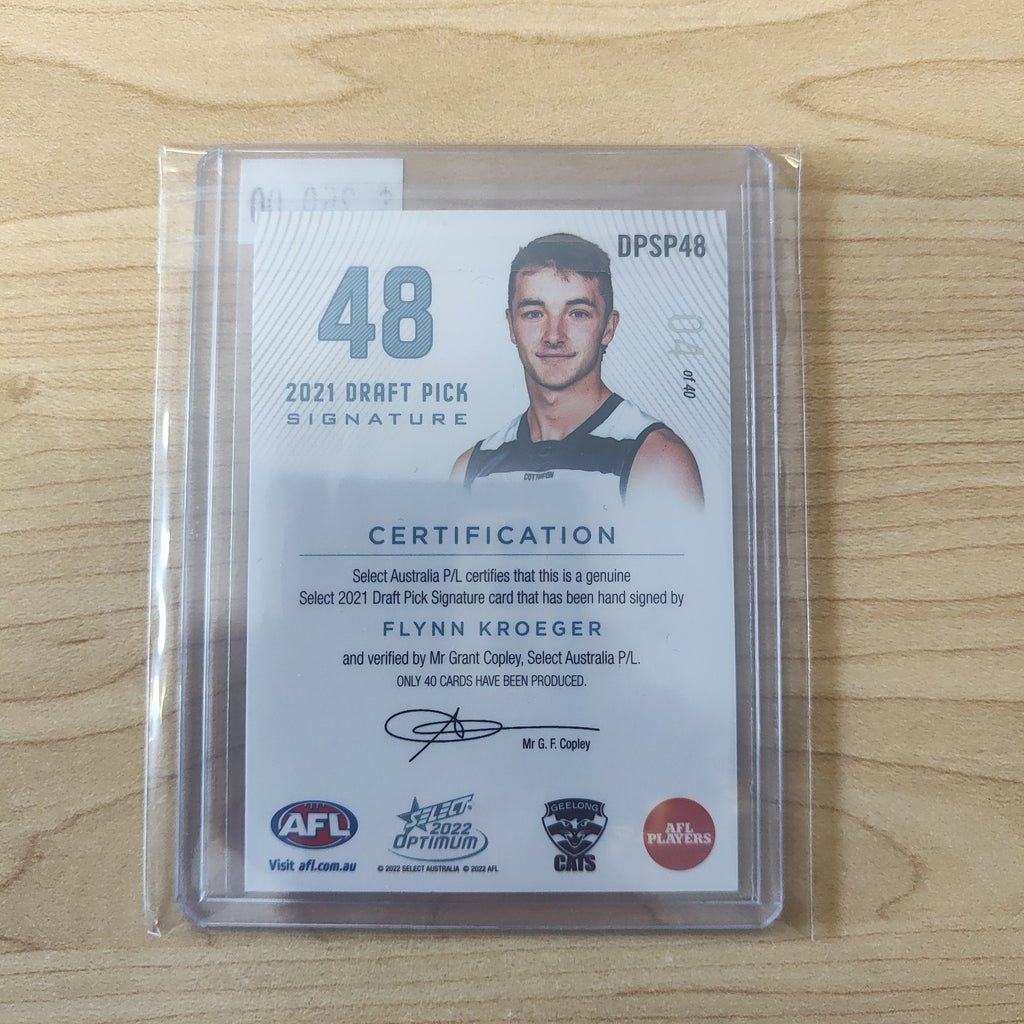 DPSP48
48
2021 DRAFT PICK
SIGNATURE
04 of 40
COTTON:ON
CERTIFICATION
Select Australia P/L certifies that this is a genuine
Select 2021 Draft Pick Signature card that has been hand signed by
FLYNN KROEGER
and verified by Mr Grant Copley, Select Australia P/L.
ONLY 40 CARDS HAVE BEEN PRODUCED.
Mr G. F. Copley
AFL
Visit afl.com.au
SELECT
2022
OPTIMUM
© 2022 SELECT AUSTRALIA © 2022 AFL
GEELONG
CATS
AFL
PLAYERS